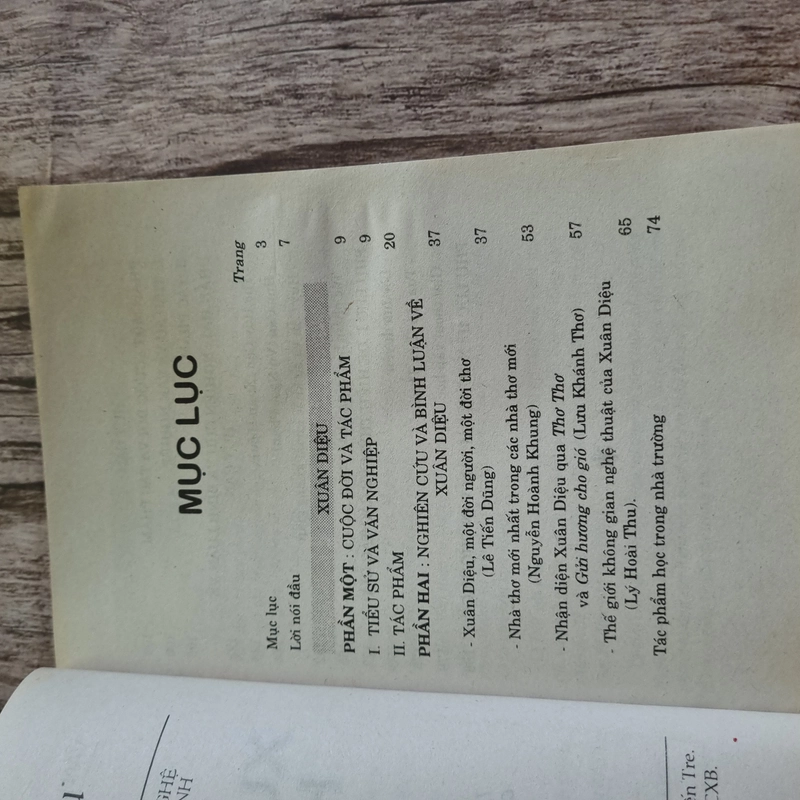 MỤC LỤC
Trang
Mục lục 3
Lời nói đầu 7
XUÂN DIỆU
PHẦN MỘT : CUỘC ĐỜI VÀ TÁC PHẨM 9
I. TIỂU SỬ VÀ VĂN NGHIỆP 9
II. TÁC PHẨM 20
PHẦN HAI : NGHIÊN CỨU VÀ BÌNH LUẬN VỀ
XUÂN DIỆU 37
- Xuân Diệu, một đời người, một đời thơ
(Lê Tiến Dũng) 37
- Nhà thơ mới nhất trong các nhà thơ mới
(Nguyễn Hoành Khung) 53
- Nhận diện Xuân Diệu qua Thơ Thơ
và Gửi hương cho gió (Lưu Khánh Thơ) 57
- Thế giới không gian nghệ thuật của Xuân Diệu
(Lý Hoài Thu). 65
Tác phẩm học trong nhà trường 74
Tre.
CXB.